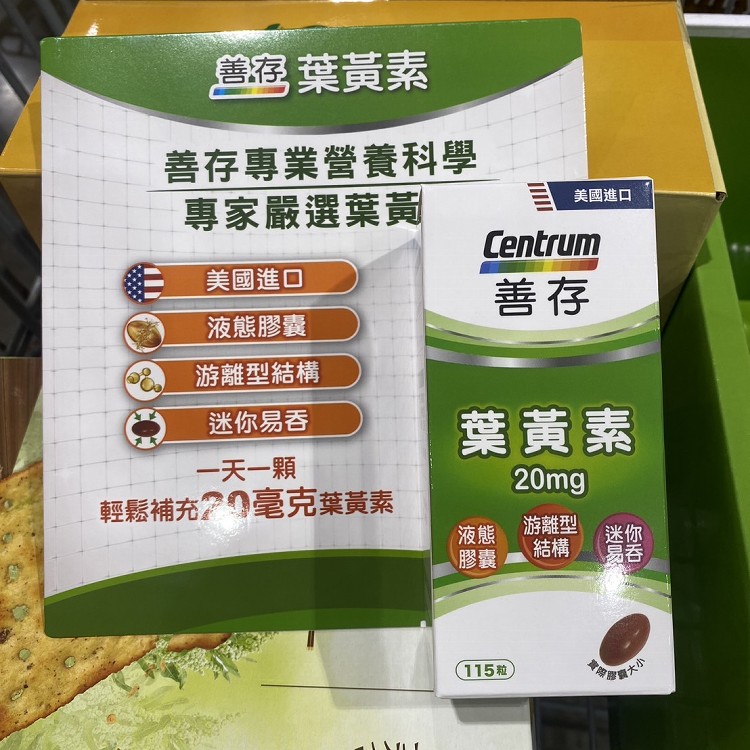 善存 葉黃素
善存專業營養科學
專家嚴選葉黃
美國進口
液態膠囊
游離型結構
迷你易吞
一天一顆
輕鬆補充20毫克葉黃素
美國進口
Centrum
善存
葉黃素
20mg
液態
膠囊
游離型
結構
迷你
易吞
115粒
實際膠囊大小